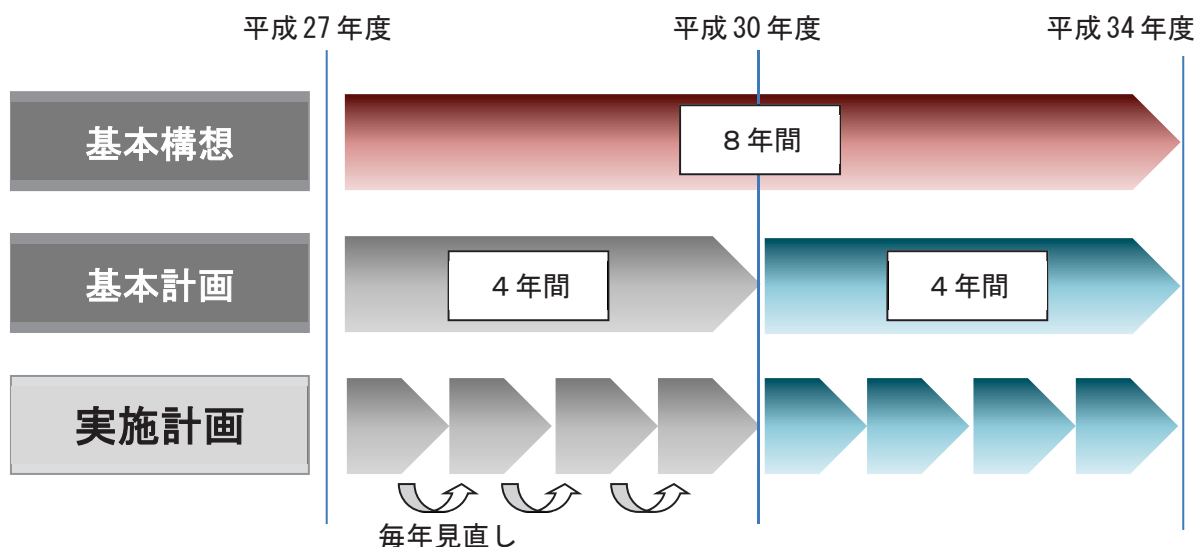 平成27年度 平成30年度 平成34年度
基本構想 8年間
基本計画 4年間 4年間
実施計画
毎年見直し